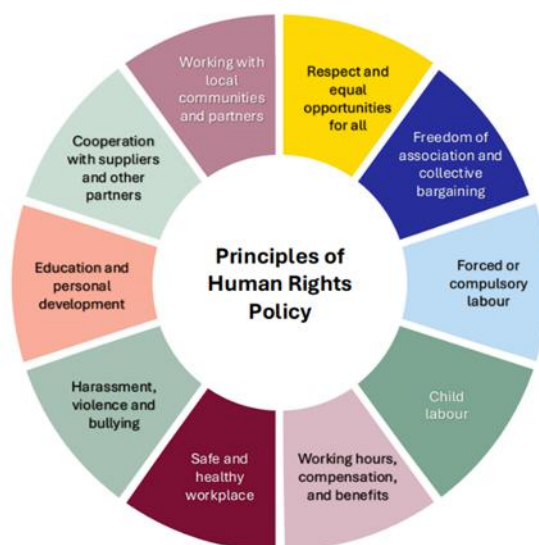 Principles of
Human Rights
Policy
Respect and
equal
opportunities
for all
Freedom of
association and
collective
bargaining
Forced or
compulsory
labour
Child
labour
Working hours,
compensation,
and benefits
Safe and
healthy
workplace
Harassment,
violence and
bullying
Education and
personal
development
Cooperation
with suppliers
and other
partners
Working with
local
communities
and partners